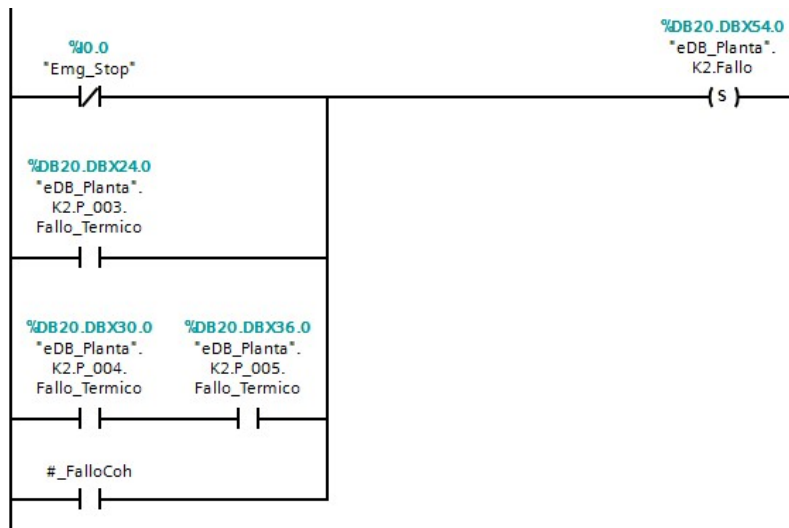 %I0.0
"Emg_Stop"
%DB20.DBX54.0
"eDB_Planta".
K2.Fallo
S
%DB20.DBX24.0
"eDB_Planta".
K2.P_003.
Fallo_Termico
%DB20.DBX30.0
"eDB_Planta".
K2.P_004.
Fallo_Termico
%DB20.DBX36.0
"eDB_Planta".
K2.P_005.
Fallo_Termico
#_FalloCoh